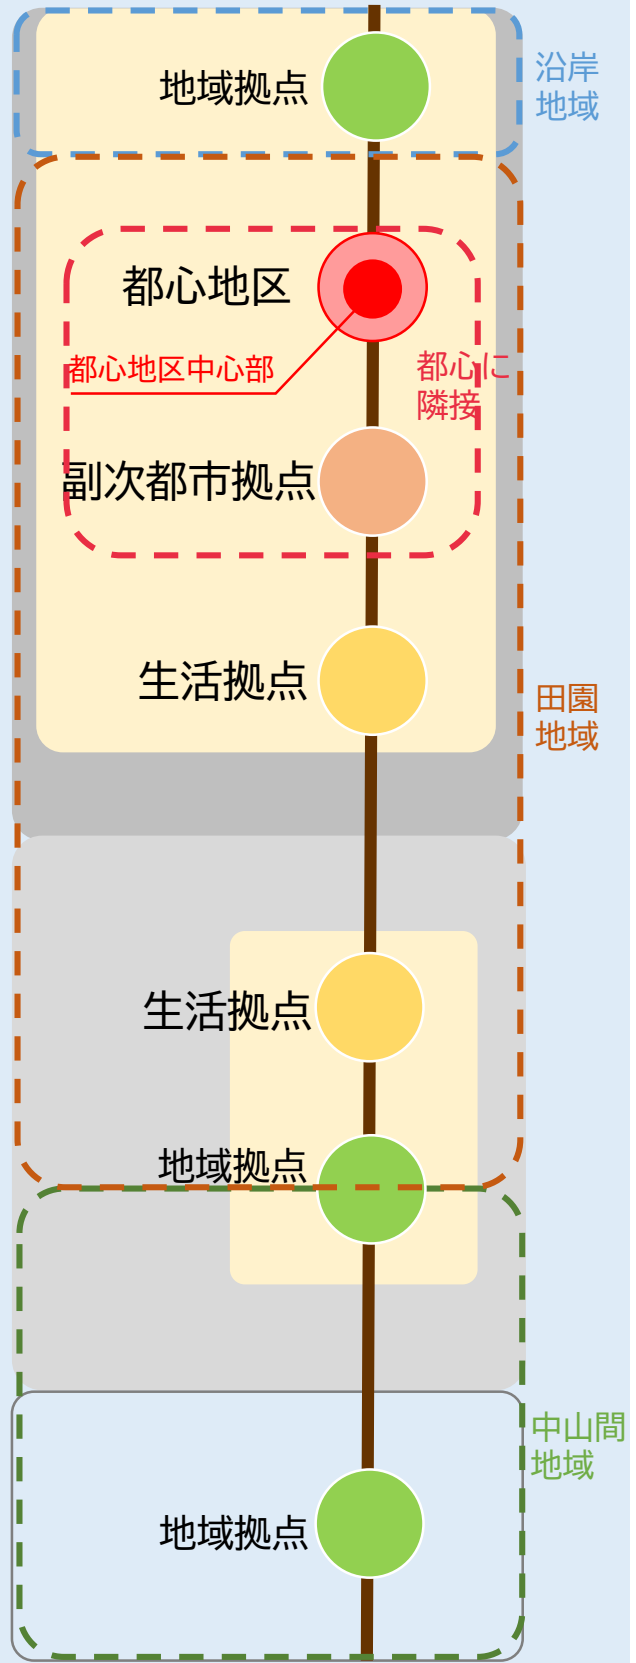 地域拠点
沿岸
地域
都心地区
都心地区中心部
都心に
隣接
副次都市拠点
生活拠点
田園
地域
生活拠点
地域拠点
中山間
地域
地域拠点